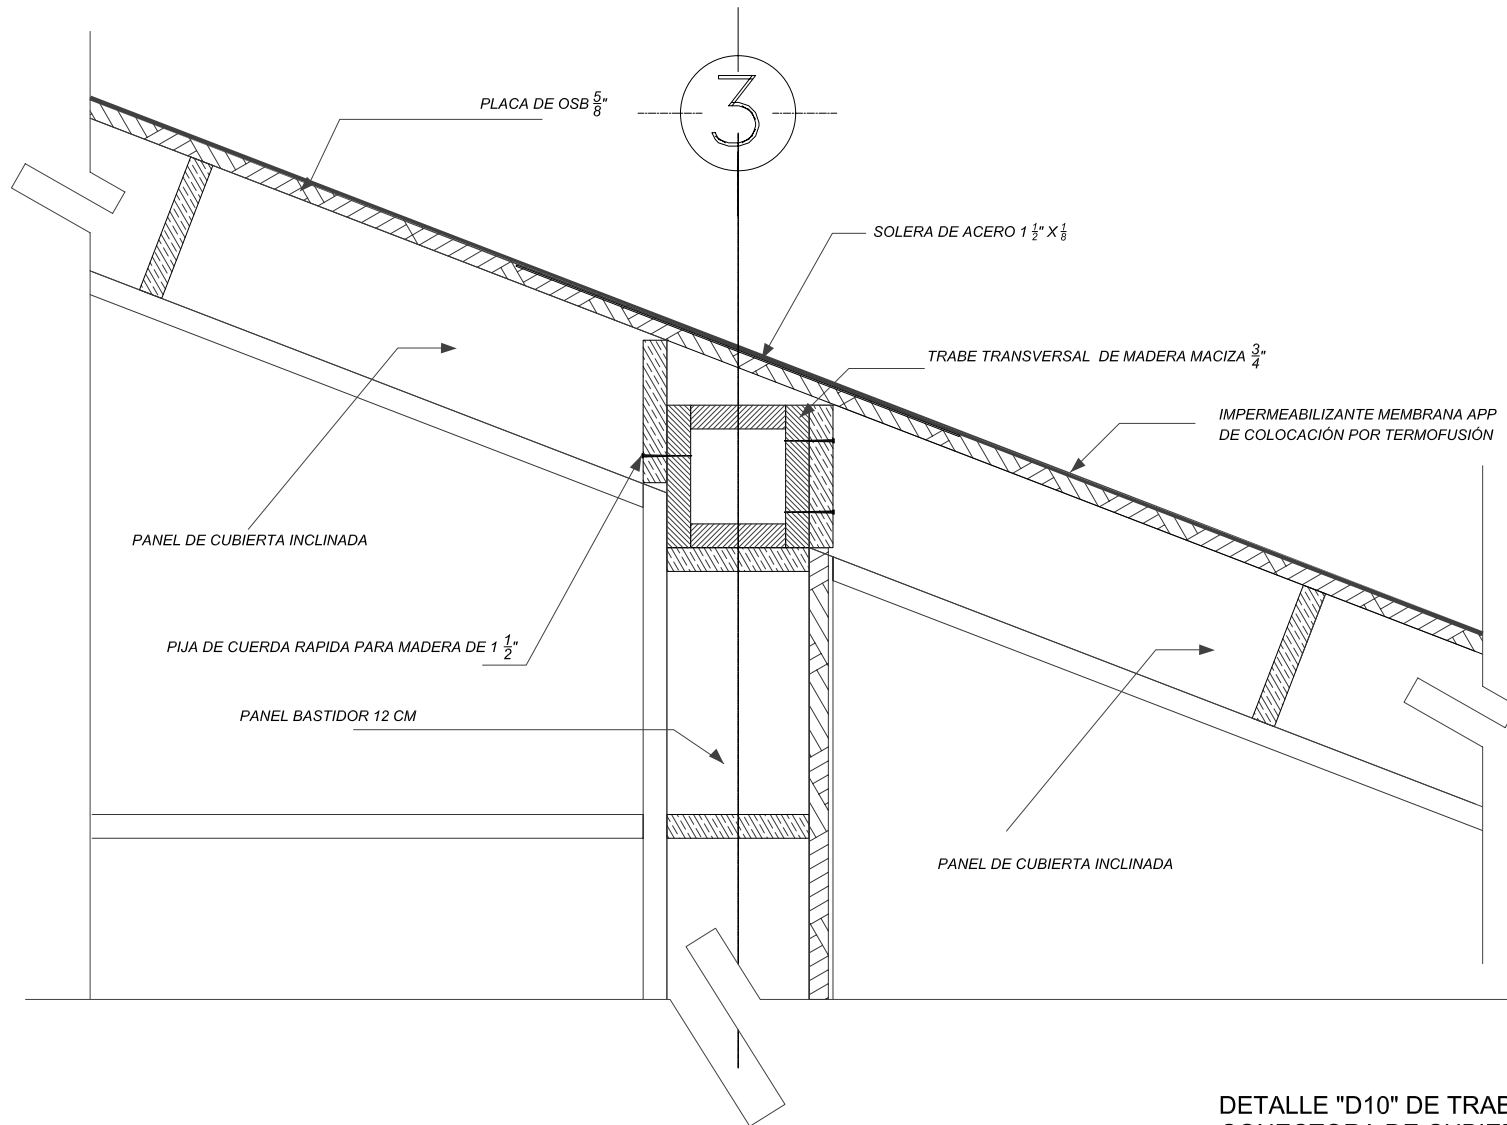 3
PLACA DE OSB 5/8"
SOLERA DE ACERO 1 1/2" X 1/8
TRABE TRANSVERSAL DE MADERA MACIZA 3/4"
IMPERMEABILIZANTE MEMBRANA APP
DE COLOCACIÓN POR TERMOFUSIÓN
PANEL DE CUBIERTA INCLINADA
PIJA DE CUERDA RAPIDA PARA MADERA DE 1 1/2"
PANEL BASTIDOR 12 CM
PANEL DE CUBIERTA INCLINADA
DETALLE "D10" DE